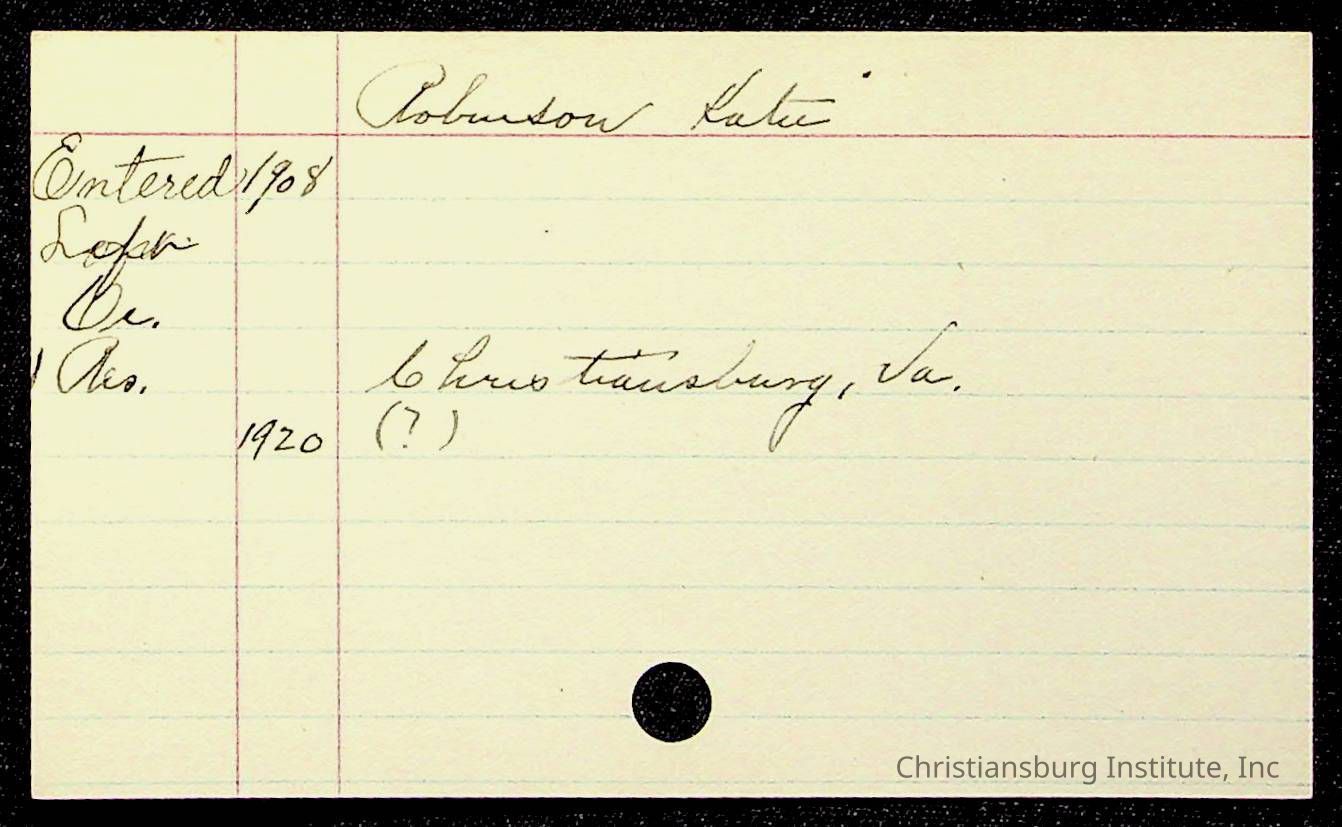 Robinson Katie
Entered 1908
Left
Oc.
Res. Christiansburg, Va.
1920 (?)
Christiansburg Institute, Inc